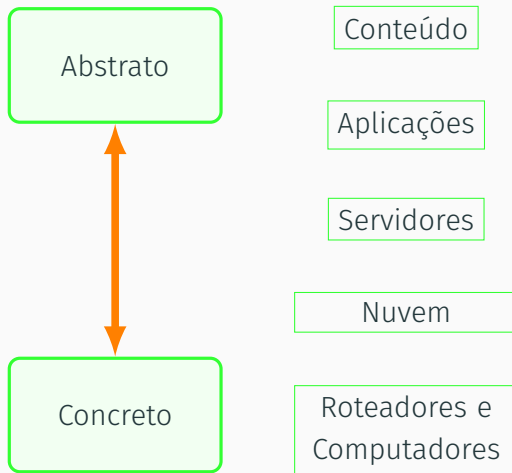 Abstrato
Concreto
Conteúdo
Aplicações
Servidores
Nuvem
Roteadores e
Computadores